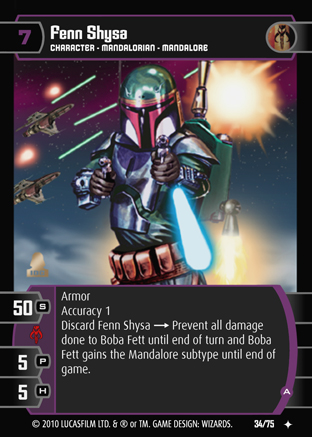 7
Fenn Shysa
CHARACTER - MANDALORIAN - MANDALORE
50 S
Armor
Accuracy 1
Discard Fenn Shysa → Prevent all damage
done to Boba Fett until end of turn and Boba
Fett gains the Mandalore subtype until end of
game.
5 P
5 H
A
© 2010 LUCASFILM LTD. & ® or TM. GAME DESIGN: WIZARDS.
34/75